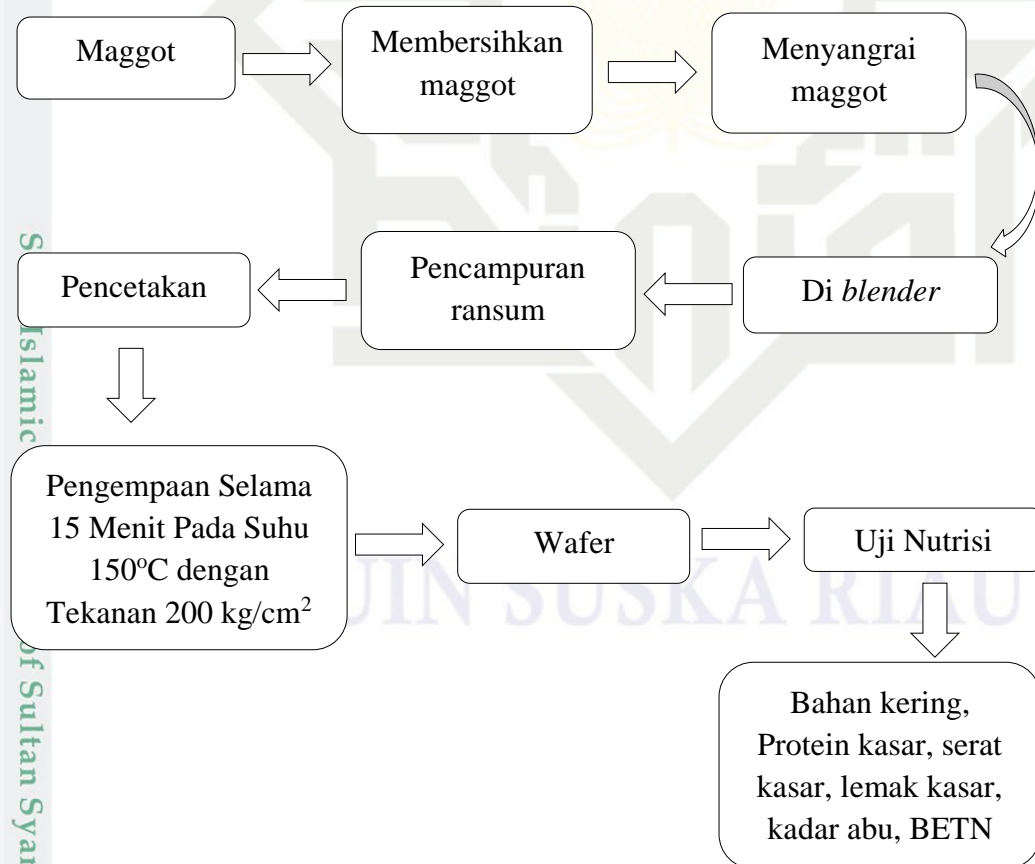 Maggot
Membersihkan
maggot
Menyangrai
maggot
Di blender
Pencampuran
ransum
Pencetakan
Pengempaan Selama
15 Menit Pada Suhu
150°C dengan
Tekanan 200 kg/cm²
Wafer
Uji Nutrisi
Bahan kering,
Protein kasar, serat
kasar, lemak kasar,
kadar abu, BETN
UIN SUSKA RIAU
Islamic
of Sultan